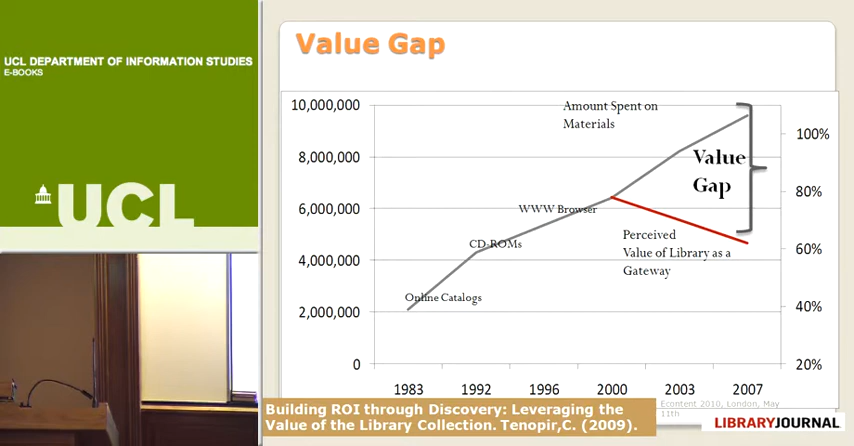 UCL DEPARTMENT OF INFORMATION STUDIES
E-BOOKS
UCL
Value Gap
10,000,000
8,000,000
6,000,000
4,000,000
2,000,000
0
Amount Spent on
Materials
Value
Gap
WWW Browser
CD-ROMs
Online Catalogs
Perceived
Value of Library as a
Gateway
100%
80%
60%
40%
20%
1983 1992 1996 2000 2003 2007
Econtent 2010, London, May
11th
Building ROI through Discovery: Leveraging the
Value of the Library Collection. Tenopir,C. (2009).
LIBRARYJOURNAL